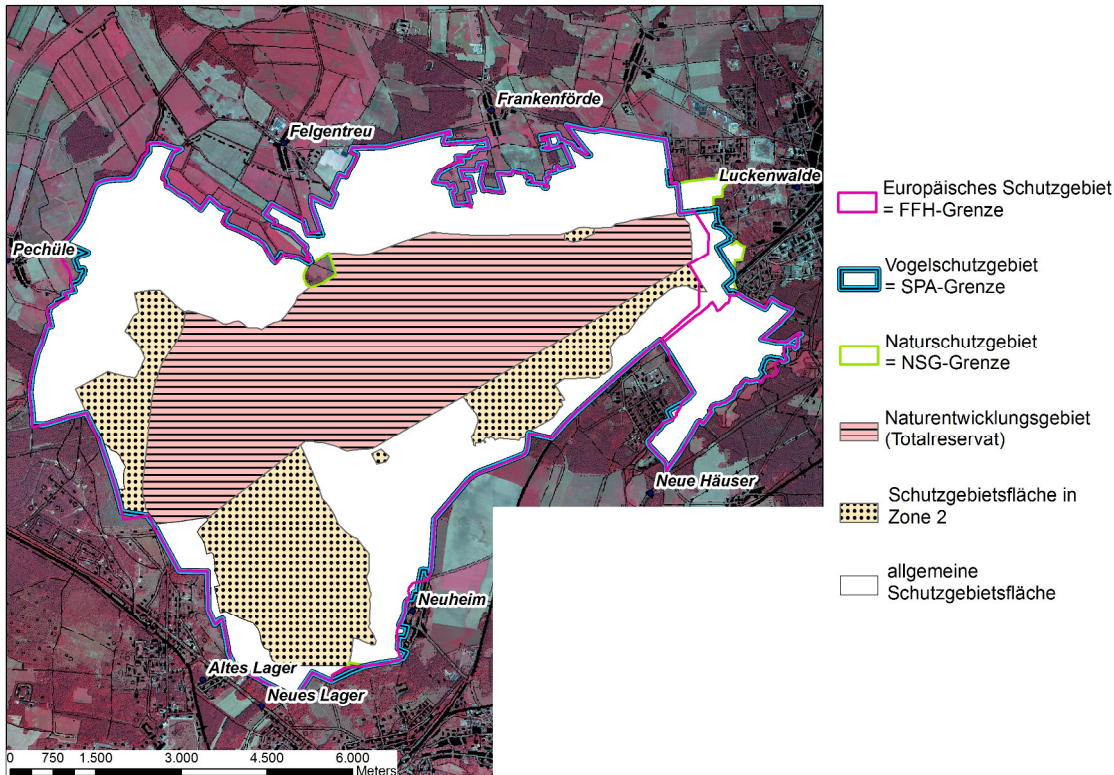 Frankenförde
Felgentreu
Luckenwalde
Pechüle
Neue Häuser
Neuheim
Altes Lager
Neues Lager
0 750 1.500 3.000 4.500 6.000
Meters
Europäisches Schutzgebiet
= FFH-Grenze
Vogelschutzgebiet
= SPA-Grenze
Naturschutzgebiet
= NSG-Grenze
Naturentwicklungsgebiet
(Totalreservat)
Schutzgebietsfläche in
Zone 2
allgemeine
Schutzgebietsfläche